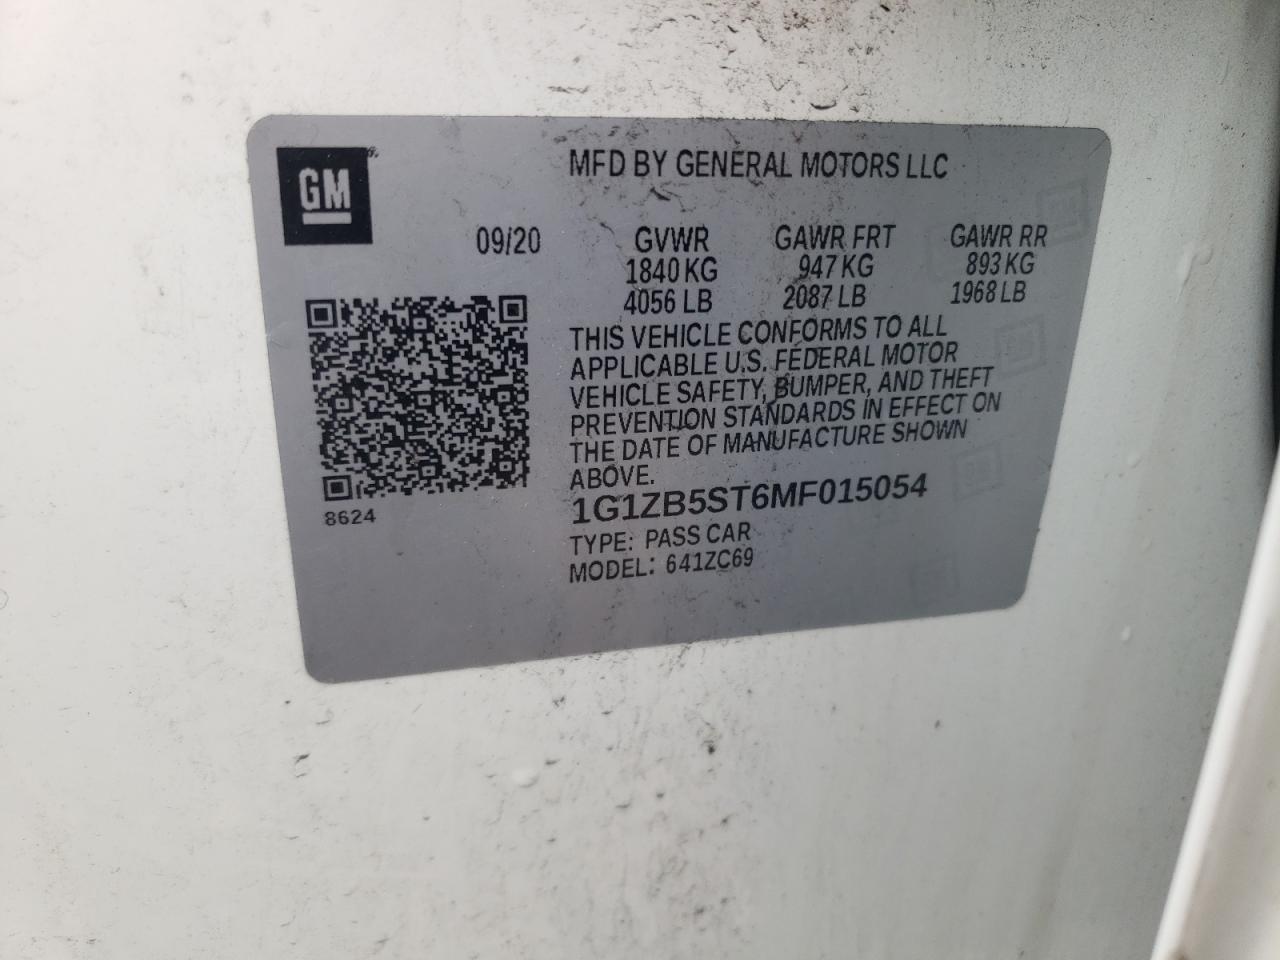 GM
MFD BY GENERAL MOTORS LLC
09/20 GVWR GAWR FRT GAWR RR
1840 KG 947 KG 893 KG
4056 LB 2087 LB 1968 LB
THIS VEHICLE CONFORMS TO ALL
APPLICABLE U.S. FEDERAL MOTOR
VEHICLE SAFETY, BUMPER, AND THEFT
PREVENTION STANDARDS IN EFFECT ON
THE DATE OF MANUFACTURE SHOWN
ABOVE.
1G1ZB5ST6MF015054
TYPE: PASS CAR
MODEL: 641ZC69
8624